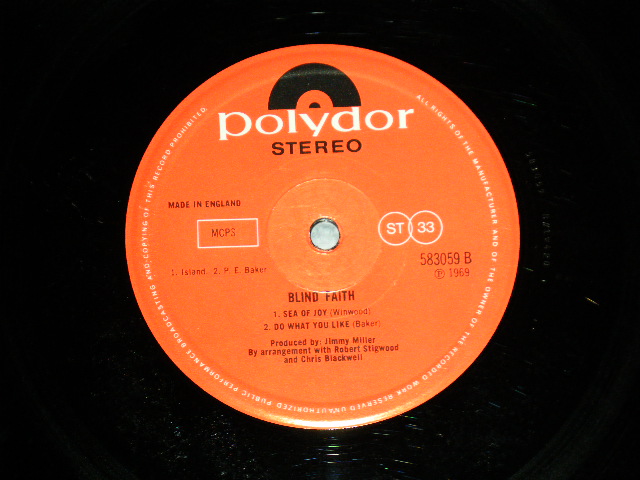 polydor
STEREO
MADE IN ENGLAND
MCPS
ST 33
583059 B
℗ 1969
1. Island. 2. P. E. Baker
BLIND FAITH
1. SEA OF JOY (Winwood)
2. DO WHAT YOU LIKE (Baker)
Produced by: Jimmy Miller
By arrangement with Robert Stigwood
and Chris Blackwell
ALL RIGHTS OF THE MANUFACTURER AND OF THE OWNER OF THE RECORDED WORK RESERVED UNAUTHORIZED PUBLIC PERFORMANCE BROADCASTING AND COPYING OF THIS RECORD PROHIBITED.